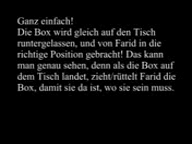 Ganz einfach!
Die Box wird gleich auf den Tisch
runtergelassen, und von Farid in die
richtige Position gebracht! Das kann
man genau sehen, denn als die Box auf
dem Tisch landet, zieht/rüttelt Farid die
Box, damit sie da ist, wo sie sein muss.